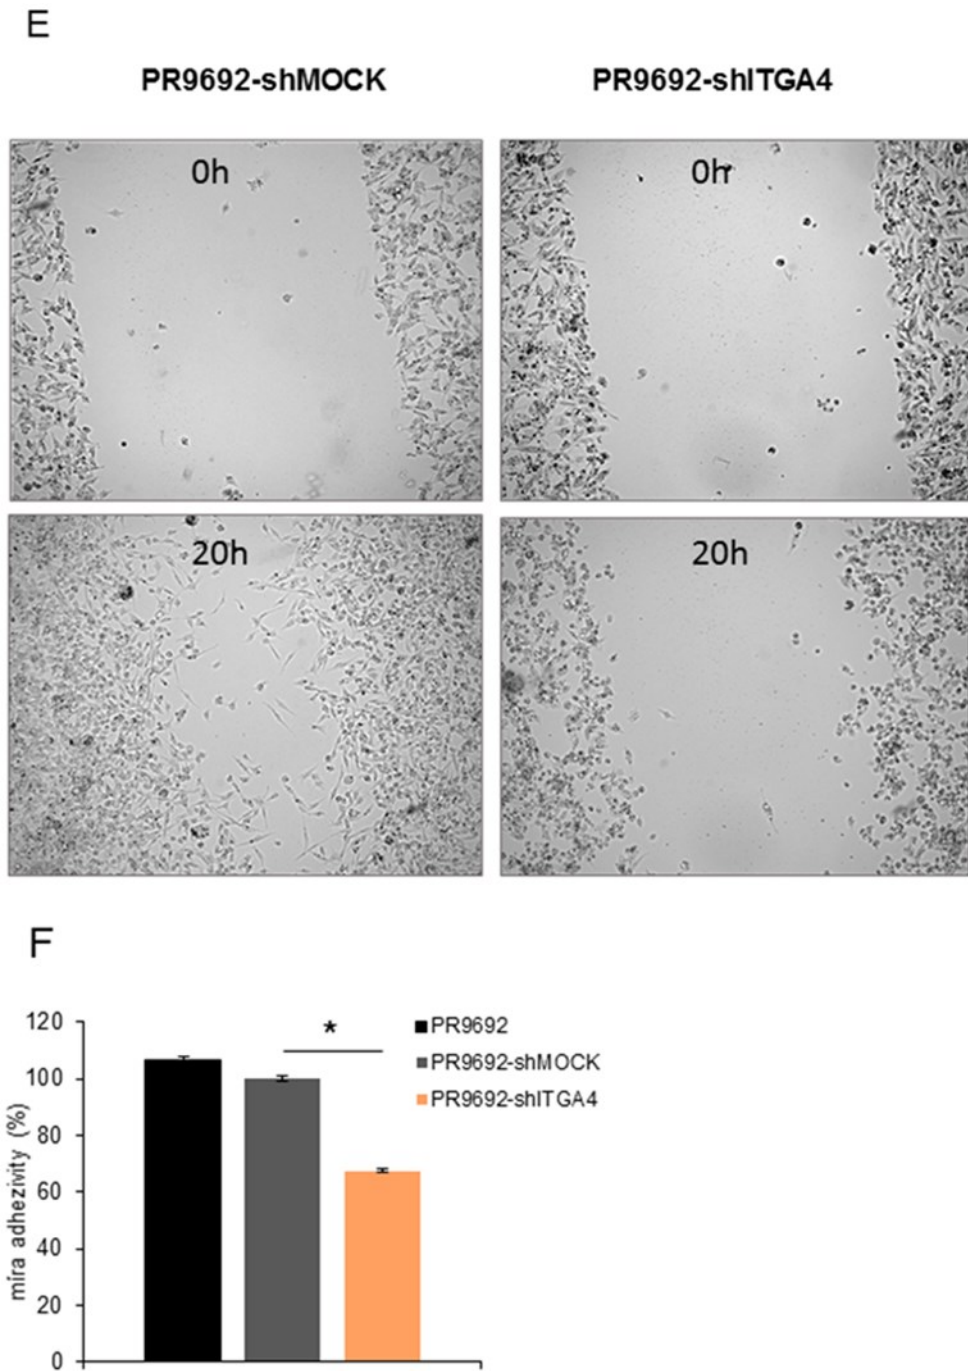 E
PR9692-shMOCK PR9692-shITGA4
0h 0h
20h 20h
F
120
100
80
60
40
20
0
míra adhezivity (%)
*
PR9692
PR9692-shMOCK
PR9692-shITGA4